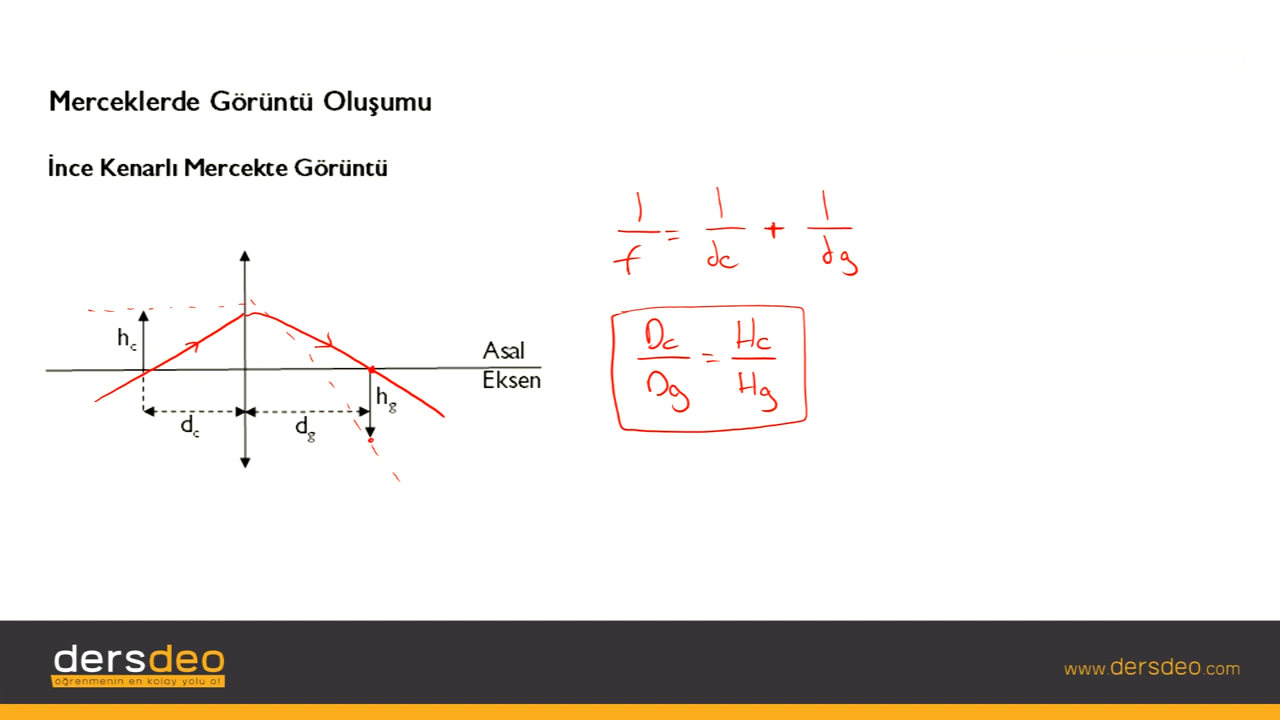 Merceklerde Görüntü Oluşumu
İnce Kenarlı Mercekte Görüntü
1/f = 1/dc + 1/dg
Dc/Dg = Hc/Hg
hc
Asal
Eksen
hg
dc
dg
dersdeo
öğrenmenin en kolay yolu o!
www.dersdeo.com